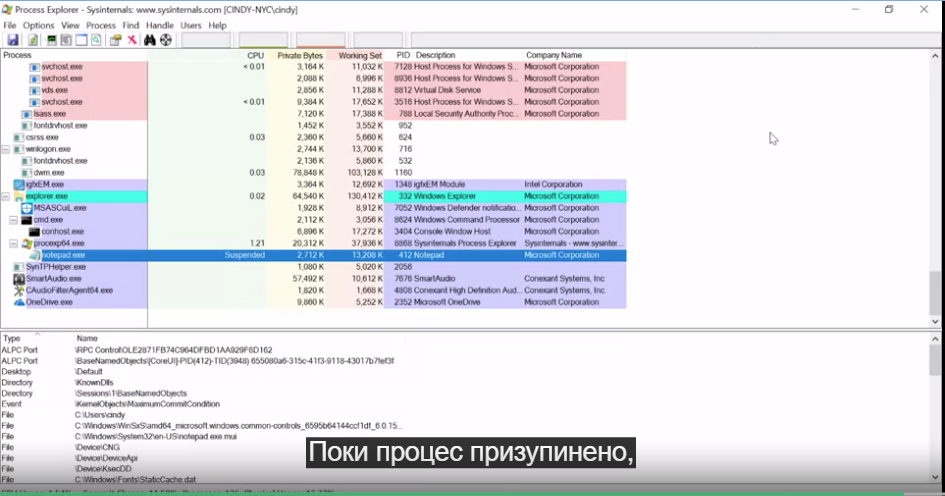 Process Explorer - Sysinternals: www.sysinternals.com [CINDY-NYC\cindy]
File Options View Process Find Handle Users Help
Process CPU Private Bytes Working Set PID Description Company Name
svchost.exe < 0.01 3,164 K 11,032 K 7128 Host Process for Windows S... Microsoft Corporation
svchost.exe 2,088 K 6,996 K 8936 Host Process for Windows S... Microsoft Corporation
vds.exe 2,856 K 11,288 K 8812 Virtual Disk Service Microsoft Corporation
svchost.exe < 0.01 9,384 K 17,652 K 3516 Host Process for Windows S... Microsoft Corporation
lsass.exe 7,120 K 17,388 K 788 Local Security Authority Proc... Microsoft Corporation
fontdrvhost.exe 1,452 K 3,552 K 952
csrss.exe 0.03 2,360 K 5,660 K 624
winlogon.exe 2,744 K 13,700 K 716
fontdrvhost.exe 2,136 K 5,860 K 532
dwm.exe 0.03 78,848 K 103,128 K 1160
igfxEM.exe 3,364 K 12,692 K 1348 igfxEM Module Intel Corporation
explorer.exe 0.02 64,540 K 130,412 K 332 Windows Explorer Microsoft Corporation
MSASCuiL.exe 1,928 K 8,912 K 7052 Windows Defender notificatio... Microsoft Corporation
cmd.exe 2,112 K 3,056 K 8624 Windows Command Processor Microsoft Corporation
conhost.exe 6,896 K 17,272 K 3404 Console Window Host Microsoft Corporation
procexp64.exe 1.21 20,312 K 37,936 K 8868 Sysinternals Process Explorer Sysinternals - www.sysinter...
notepad.exe Suspended 2,712 K 13,208 K 412 Notepad Microsoft Corporation
SynTPHelper.exe 1,080 K 5,020 K 2056
SmartAudio.exe 57,492 K 10,612 K 7676 SmartAudio Conexant Systems, Inc
CAudioFilterAgent64.exe 1,820 K 1,668 K 4808 Conexant High Definition Aud... Conexant Systems, Inc.
OneDrive.exe 9,860 K 5,252 K 2352 Microsoft OneDrive Microsoft Corporation
Type Name
ALPC Port \RPC Control\OLE2871FB74C964DFBD1AA929F6D162
ALPC Port \BaseNamedObjects\[CoreUI]-PID(412)-TID(3948) 655080a6-315c-41f3-9118-43017b7fef3f
Desktop \Default
Directory \KnownDlls
Directory \Sessions\1\BaseNamedObjects
Event \KernelObjects\MaximumCommitCondition
File C:\Users\cindy
File C:\Windows\WinSxS\amd64_microsoft.windows.common-controls_6595b64144ccf1df_6.0.15...
File C:\Windows\System32\en-US\notepad.exe.mui
File \Device\CNG
File \Device\DeviceApi
File \Device\KsecDD
File C:\Windows\Fonts\StaticCache.dat
Поки процес призупинено,